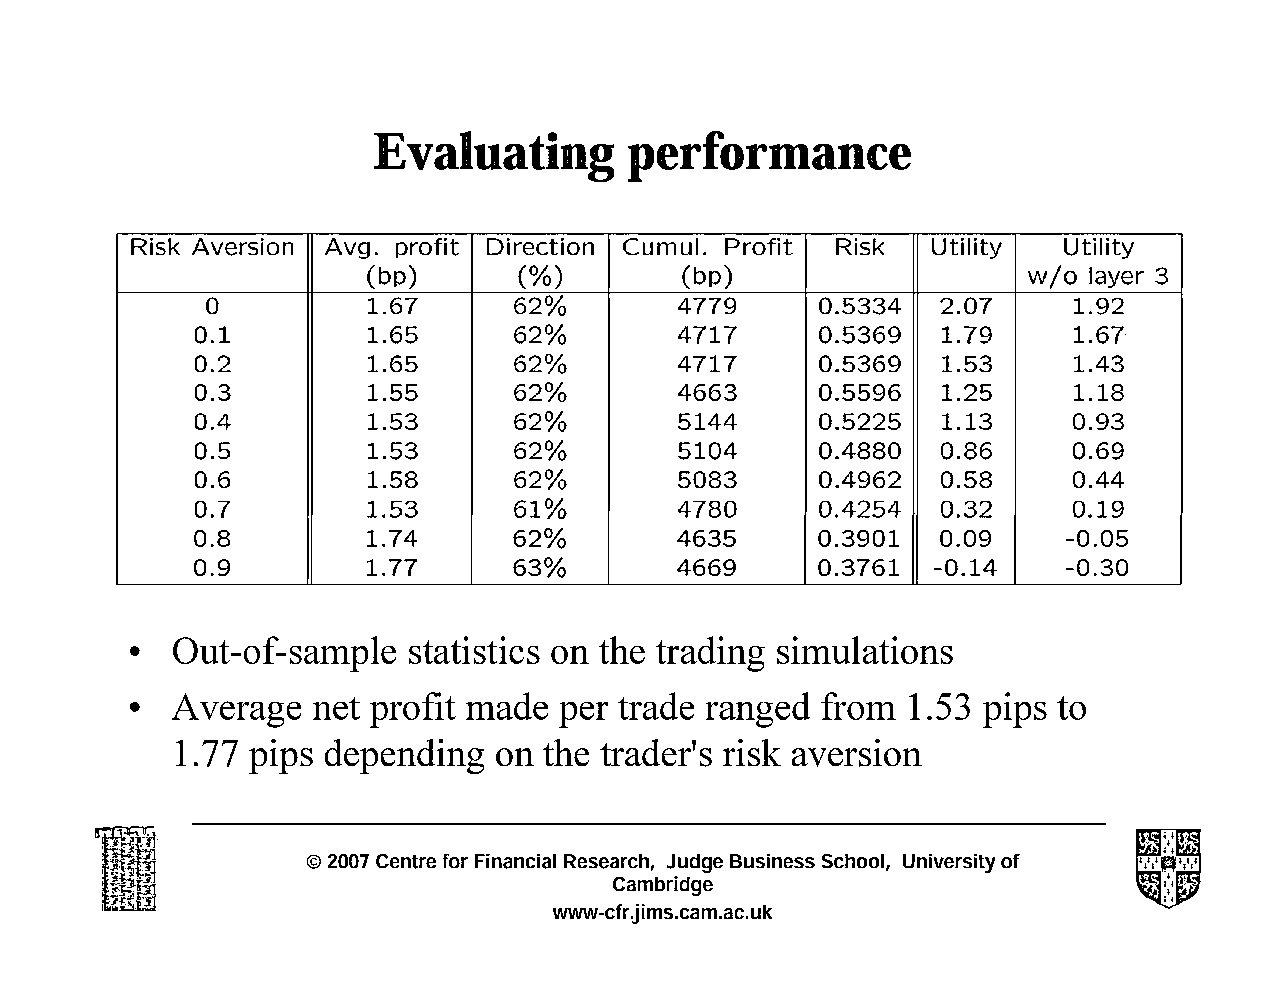 Evaluating performance
Risk Aversion Avg. profit Direction Cumul. Profit Risk Utility Utility
(bp) (%) (bp) w/o layer 3
0 1.67 62% 4779 0.5334 2.07 1.92
0.1 1.65 62% 4717 0.5369 1.79 1.67
0.2 1.65 62% 4717 0.5369 1.53 1.43
0.3 1.55 62% 4663 0.5596 1.25 1.18
0.4 1.53 62% 5144 0.5225 1.13 0.93
0.5 1.53 62% 5104 0.4880 0.86 0.69
0.6 1.58 62% 5083 0.4962 0.58 0.44
0.7 1.53 61% 4780 0.4254 0.32 0.19
0.8 1.74 62% 4635 0.3901 0.09 -0.05
0.9 1.77 63% 4669 0.3761 -0.14 -0.30
• Out-of-sample statistics on the trading simulations
• Average net profit made per trade ranged from 1.53 pips to
1.77 pips depending on the trader's risk aversion
© 2007 Centre for Financial Research, Judge Business School, University of
Cambridge
www-cfr.jims.cam.ac.uk